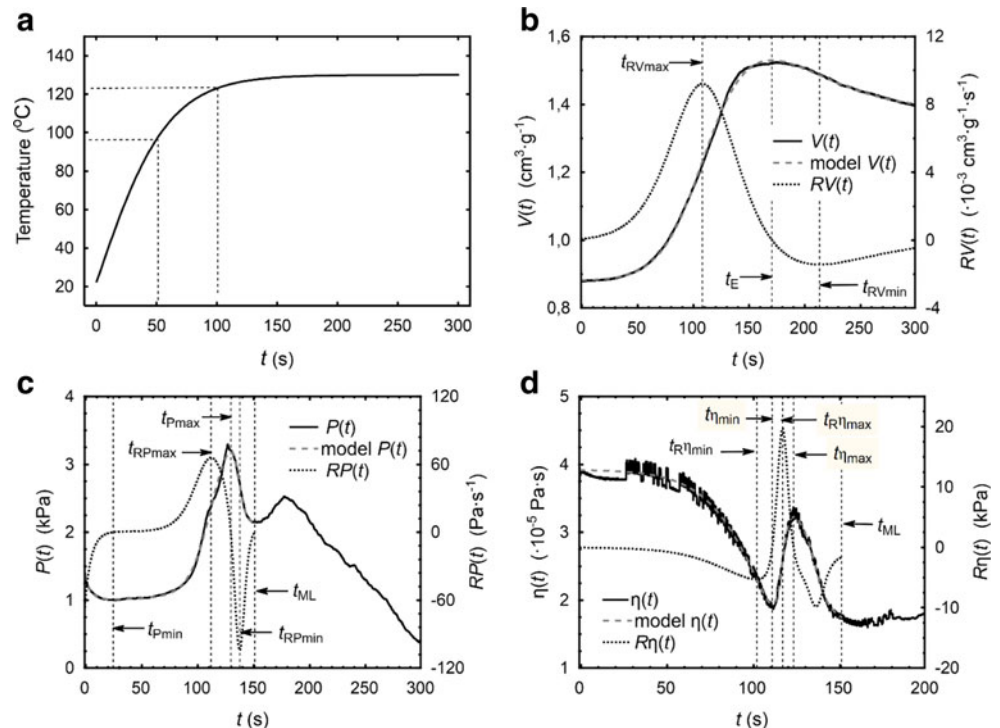 a
Temperature (ºC)
140
120
100
80
60
40
20
0 50 100 150 200 250 300
t (s)
b
V(t) (cm³·g⁻¹)
1,6
1,4
1,2
1,0
0,8
tRVmax
V(t)
model V(t)
RV(t)
tE
tRVmin
12
8
4
0
-4
RV(t) (·10⁻³ cm³·g⁻¹·s⁻¹)
0 50 100 150 200 250 300
t (s)
c
P(t) (kPa)
4
3
2
1
0
tPmax
tRPmax
P(t)
model P(t)
RP(t)
tML
tPmin
tRPmin
120
60
0
-60
-120
RP(t) (Pa·s⁻¹)
0 50 100 150 200 250 300
t (s)
d
η(t) (·10⁻⁵ Pa·s)
5
4
3
2
1
tηmin
tRηmax
tRηmin
tηmax
tML
η(t)
model η(t)
Rη(t)
20
10
0
-10
-20
Rη(t) (kPa)
0 50 100 150 200
t (s)